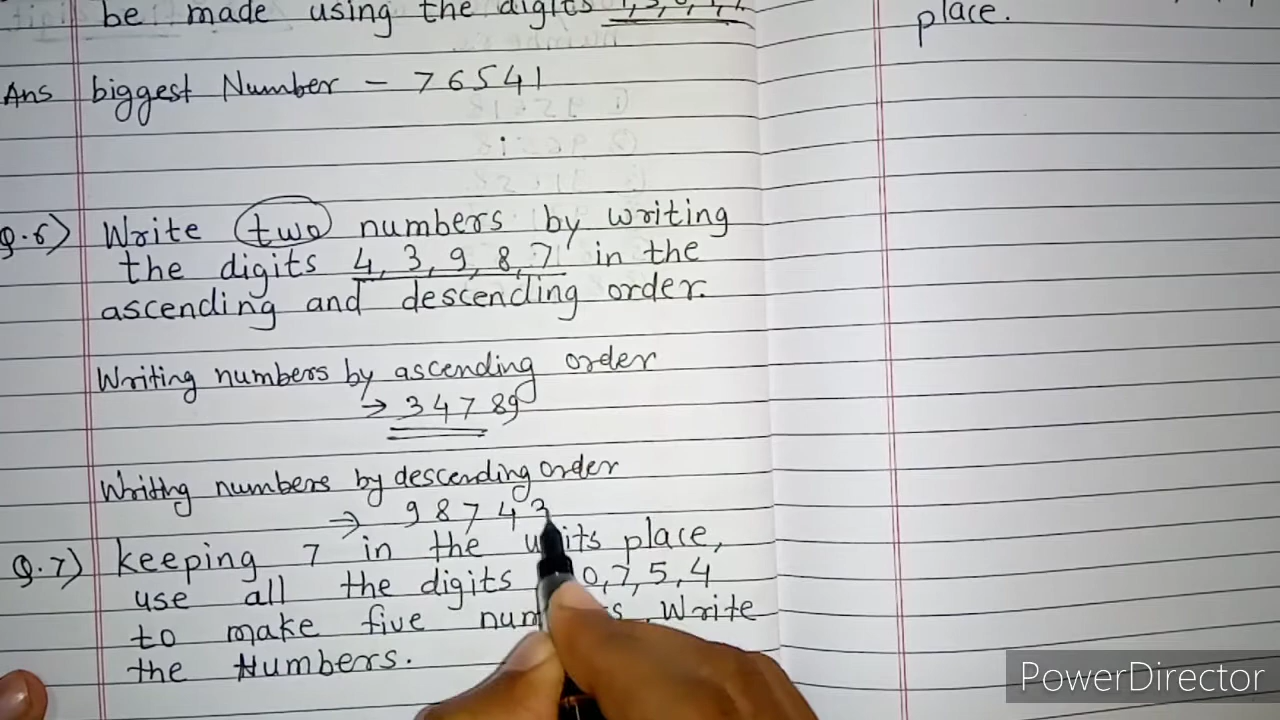 be made using the digits
place.
Ans biggest Number - 76541
Q.6) Write two numbers by writing
the digits 4, 3, 9, 8, 7 in the
ascending and descending order.
Writing numbers by ascending order
→ 34789
Writing numbers by descending order
→ 98743
Q.7) keeping 7 in the units place,
use all the digits 0, 7, 5, 4
to make five Write
the Numbers.
PowerDirector